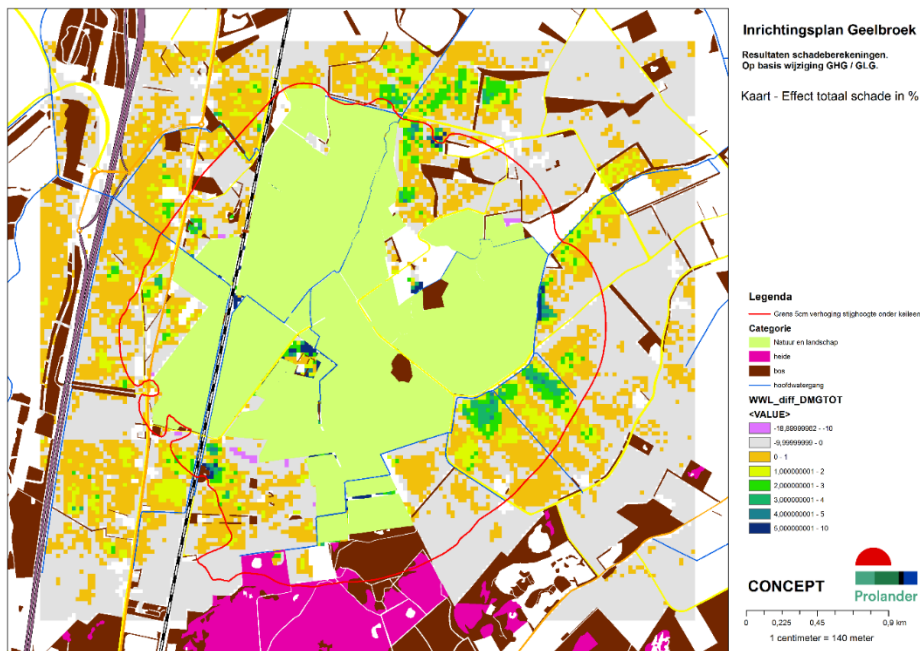 Inrichtingsplan Geelbroek
Resultaten schadeberekeningen.
Op basis wijziging GHG / GLG.
Kaart - Effect totaal schade in %
Legenda
Grens 5cm verhoging stijghoogte onder keileem
Categorie
Natuur en landschap
heide
bos
hoofdwatergang
WWL_diff_DMGTOT
<VALUE>
-18,89999962 - -10
-9,99999999 - 0
0 - 1
1,000000001 - 2
2,000000001 - 3
3,000000001 - 4
4,000000001 - 5
5,000000001 - 10
CONCEPT
Prolander
0 0,225 0,45 0,9 km
1 centimeter = 140 meter